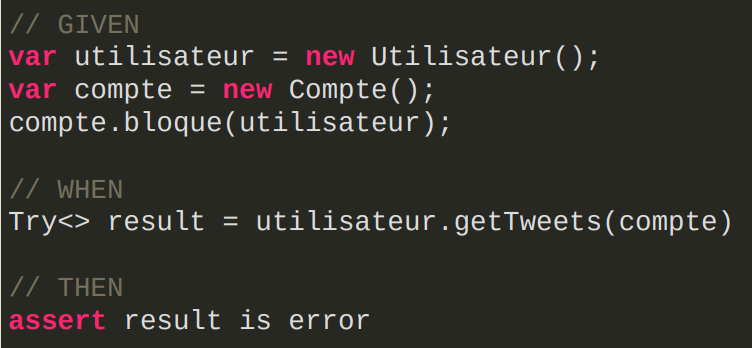 // GIVEN
var utilisateur = new Utilisateur();
var compte = new Compte();
compte.bloque(utilisateur);
// WHEN
Try<> result = utilisateur.getTweets(compte)
// THEN
assert result is error